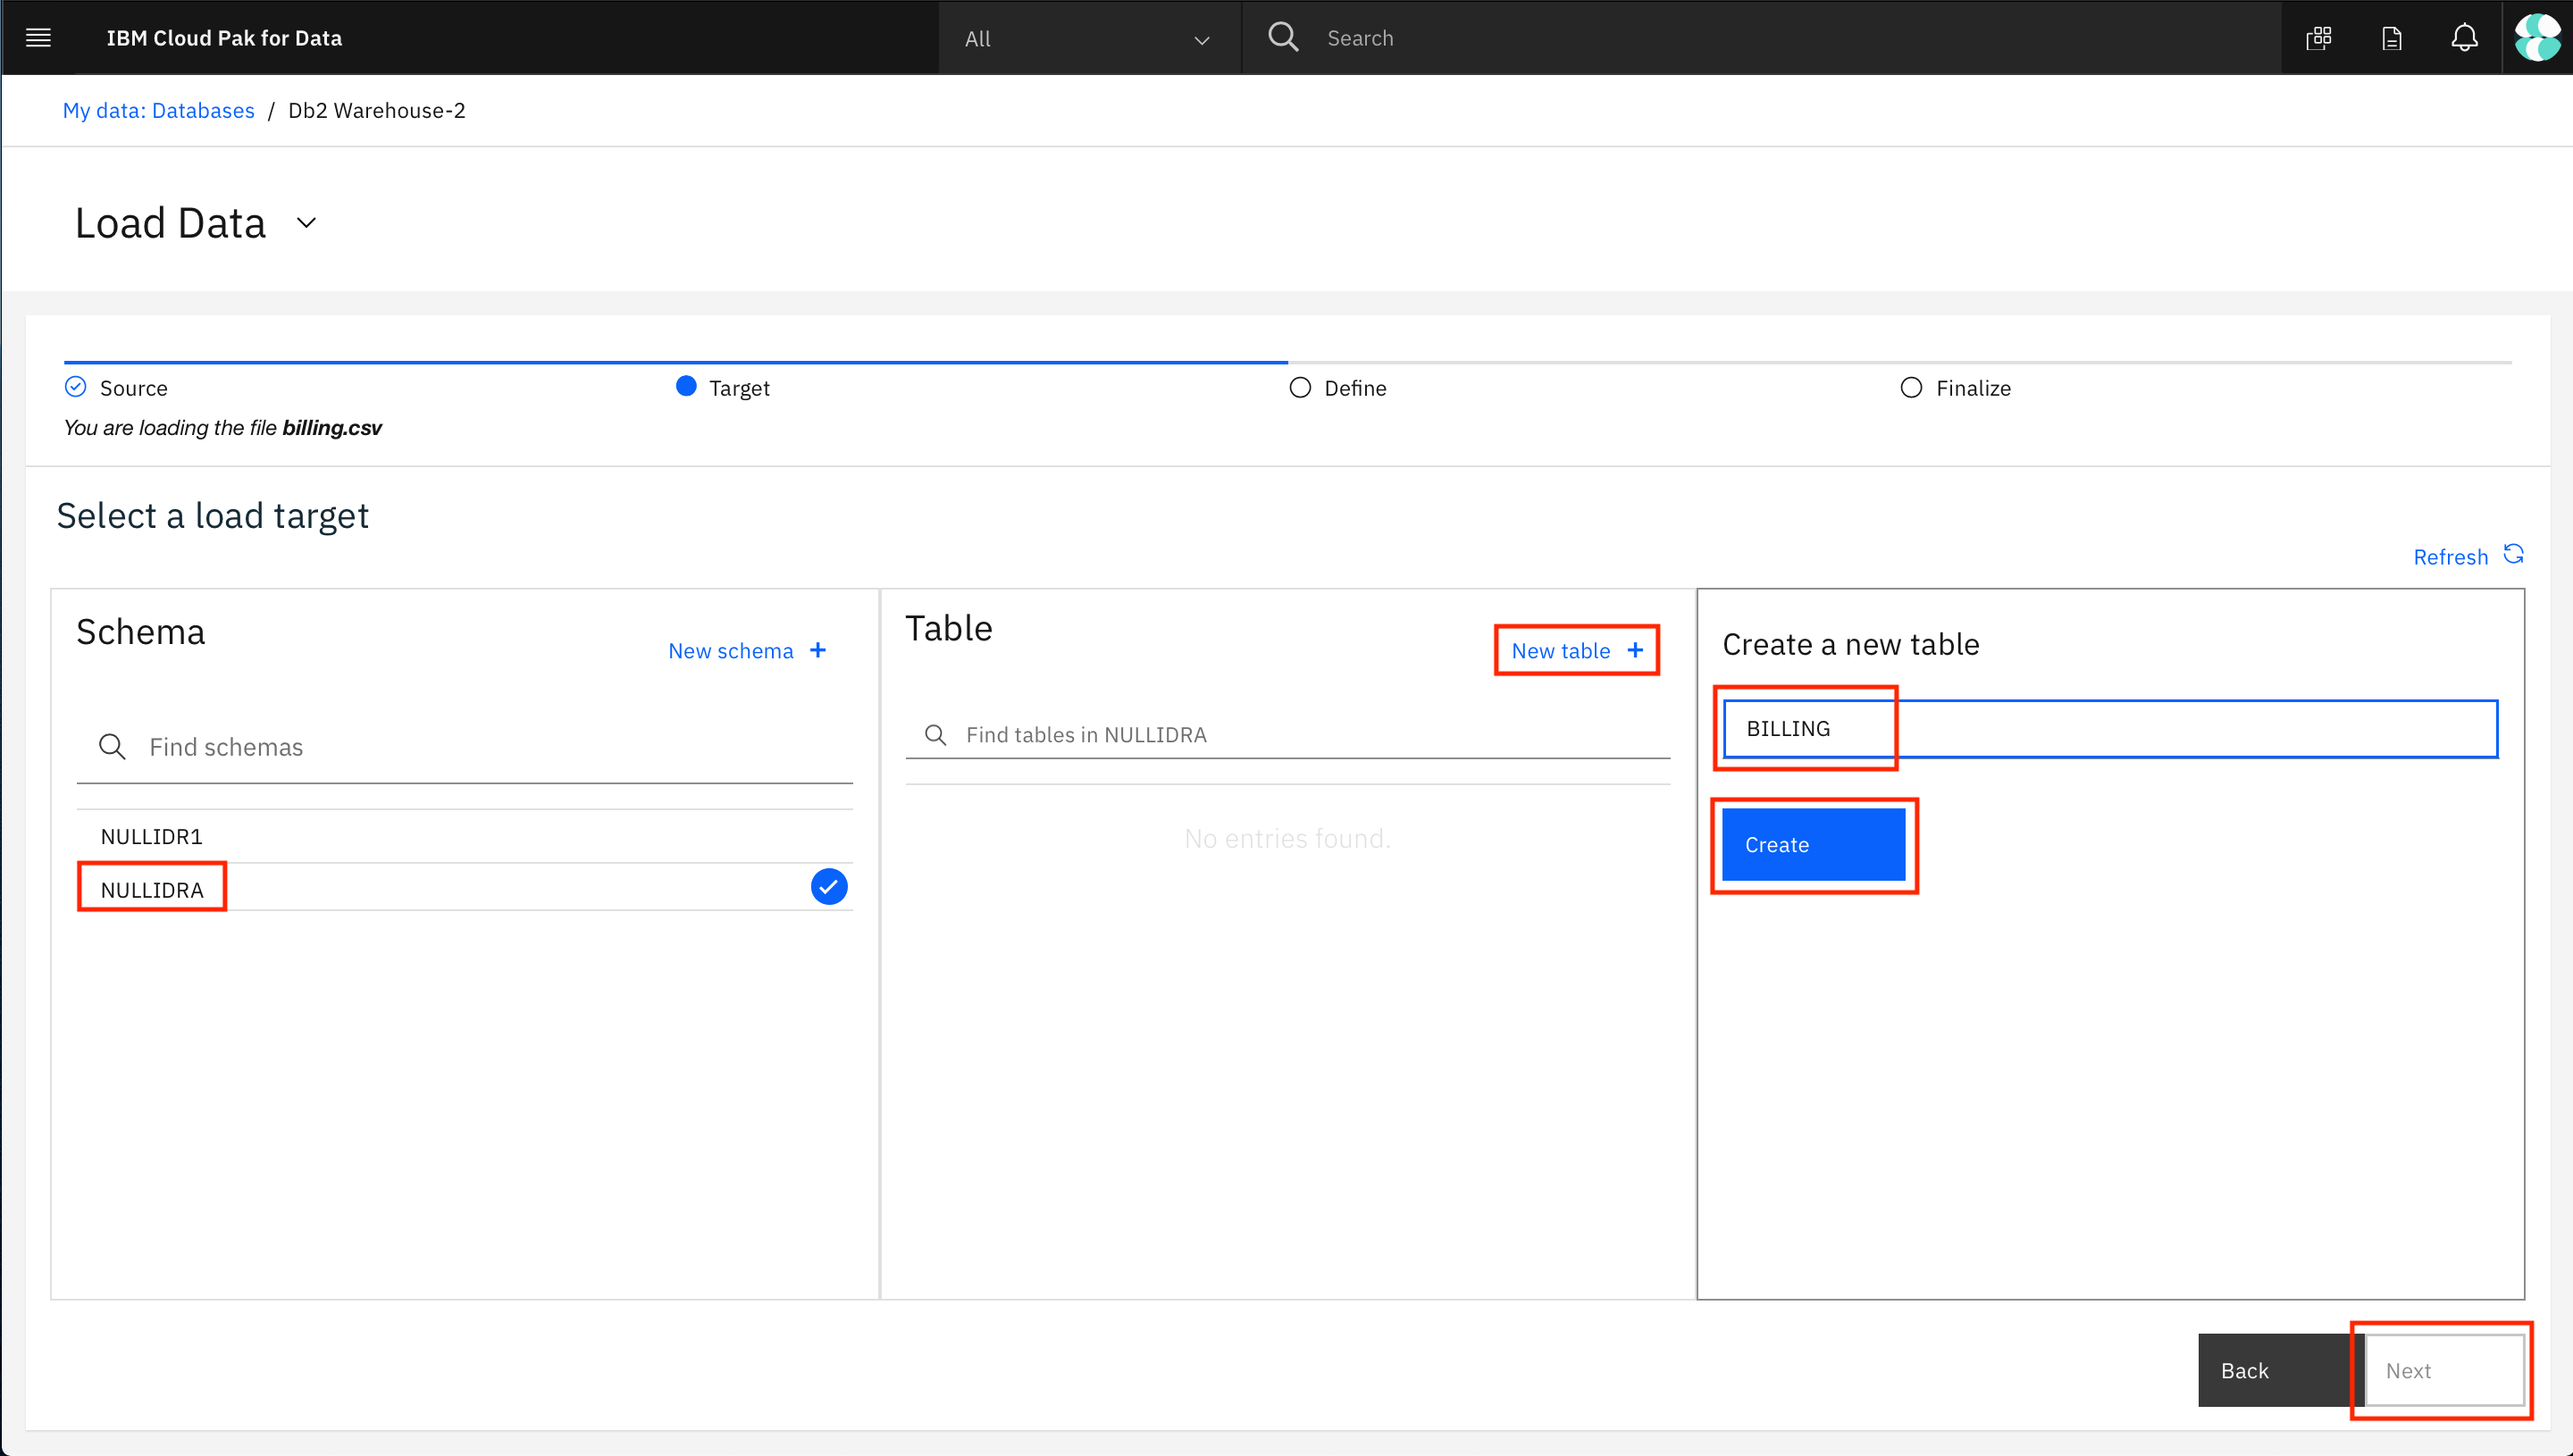 IBM Cloud Pak for Data
All
Search
My data: Databases / Db2 Warehouse-2
Load Data
Source
Target
Define
Finalize
You are loading the file billing.csv
Select a load target
Refresh
Schema
New schema +
Find schemas
NULLIDR1
NULLIDRA
Table
New table +
Find tables in NULLIDRA
No entries found.
Create a new table
BILLING
Create
Back
Next